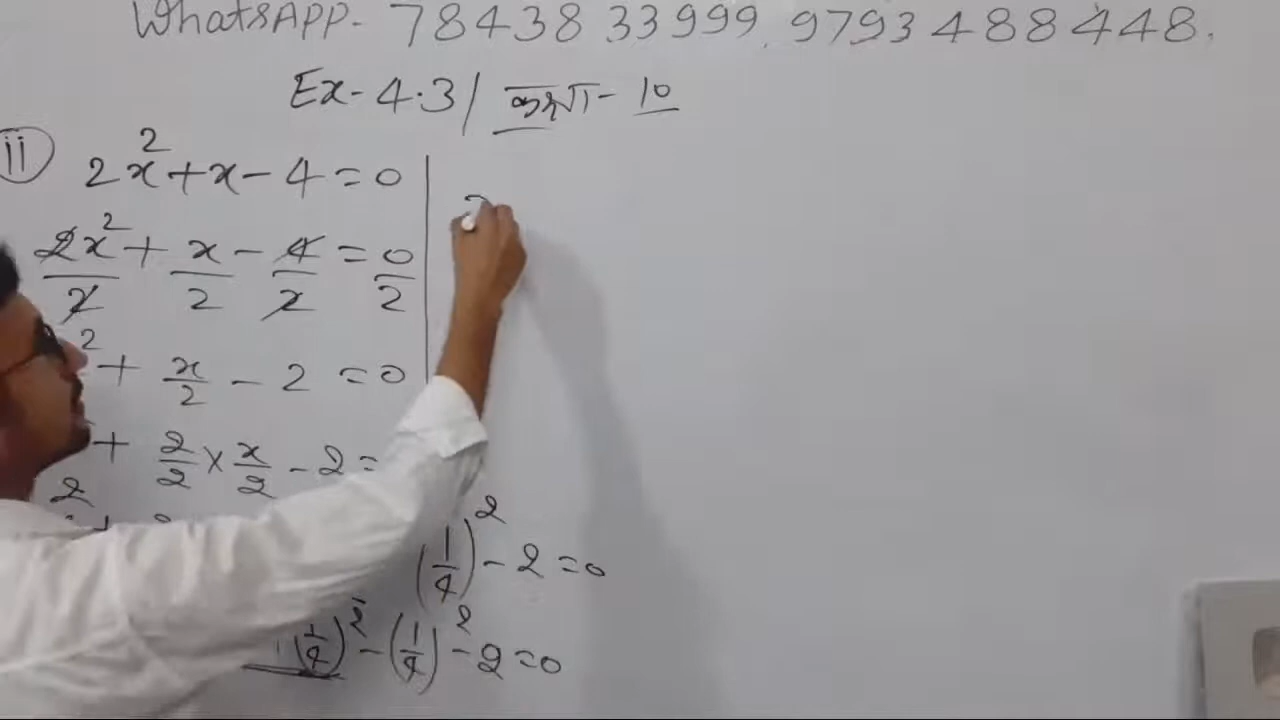 WhatsApp- 7843833999, 9793488448.
Ex-4.3/ कक्षा- 10
ii 2x²+x-4=0
2x²/2 + x/2 - 4/2 = 0/2
² + x/2 - 2 = 0
+ 2/2 × x/2 - 2 =
(1/4)² - 2 = 0
(1/4)² - (1/4)² - 2 = 0